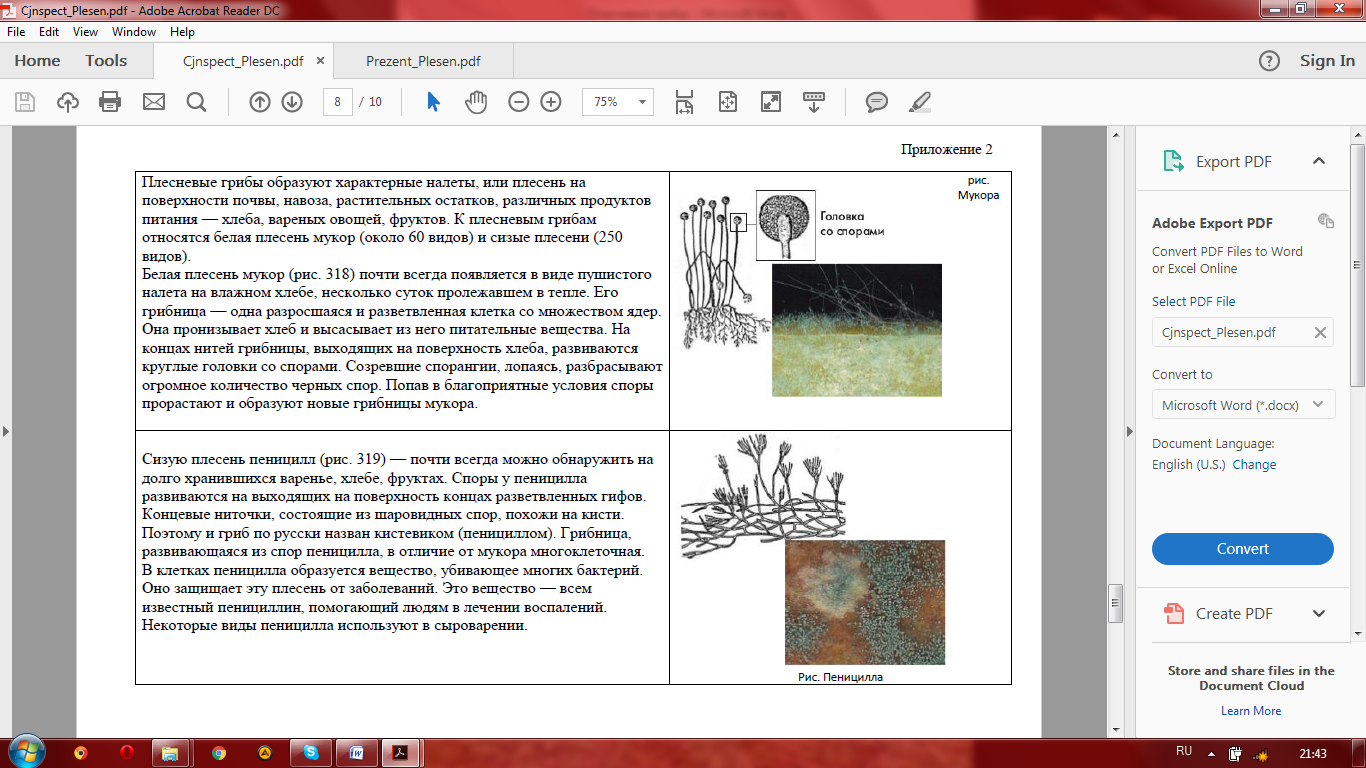 Cjnspect_Plesen.pdf - Adobe Acrobat Reader DC
File Edit View Window Help
Home Tools Cjnspect_Plesen.pdf × Prezent_Plesen.pdf ? Sign In
8 / 10 75%
Приложение 2
Плесневые грибы образуют характерные налеты, или плесень на
поверхности почвы, навоза, растительных остатков, различных продуктов
питания — хлеба, вареных овощей, фруктов. К плесневым грибам
относятся белая плесень мукор (около 60 видов) и сизые плесени (250
видов).
Белая плесень мукор (рис. 318) почти всегда появляется в виде пушистого
налета на влажном хлебе, несколько суток пролежавшем в тепле. Его
грибница — одна разросшаяся и разветвленная клетка со множеством ядер.
Она пронизывает хлеб и высасывает из него питательные вещества. На
концах нитей грибницы, выходящих на поверхность хлеба, развиваются
круглые головки со спорами. Созревшие спорангии, лопаясь, разбрасывают
огромное количество черных спор. Попав в благоприятные условия споры
прорастают и образуют новые грибницы мукора.
рис.
Мукора
Головка
со спорами
Сизую плесень пеницилл (рис. 319) — почти всегда можно обнаружить на
долго хранившихся варенье, хлебе, фруктах. Споры у пеницилла
развиваются на выходящих на поверхность концах разветвленных гифов.
Концевые ниточки, состоящие из шаровидных спор, похожи на кисти.
Поэтому и гриб по русски назван кистевиком (пенициллом). Грибница,
развивающаяся из спор пеницилла, в отличие от мукора многоклеточная.
В клетках пеницилла образуется вещество, убивающее многих бактерий.
Оно защищает эту плесень от заболеваний. Это вещество — всем
известный пенициллин, помогающий людям в лечении воспалений.
Некоторые виды пеницилла используют в сыроварении.
Рис. Пеницилла
Export PDF
Adobe Export PDF
Convert PDF Files to Word
or Excel Online
Select PDF File
Cjnspect_Plesen.pdf
Convert to
Microsoft Word (*.docx)
Document Language:
English (U.S.) Change
Convert
Create PDF
Store and share files in the
Document Cloud
Learn More
RU 21:43